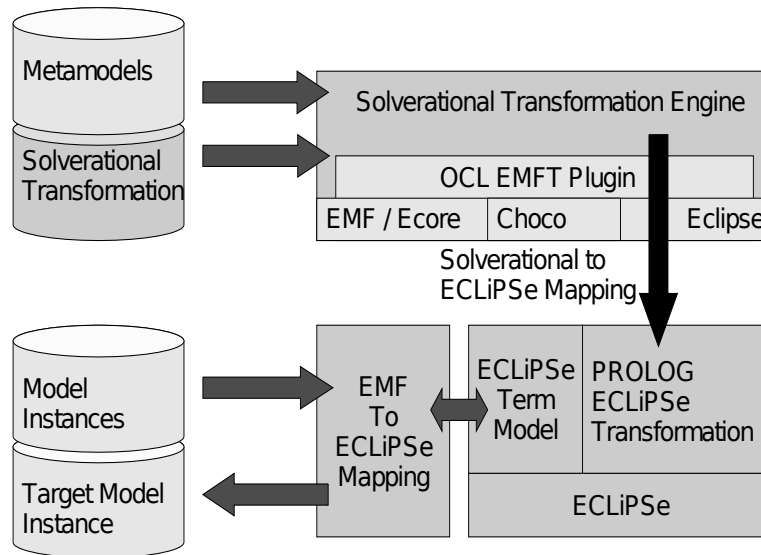 Metamodels
Solverational
Transformation
Solverational Transformation Engine
OCL EMFT Plugin
EMF / Ecore
Choco
Eclipse
Solverational to
ECLiPSe Mapping
Model
Instances
Target Model
Instance
EMF
To
ECLiPSe
Mapping
ECLiPSe
Term
Model
PROLOG
ECLiPSe
Transformation
ECLiPSe